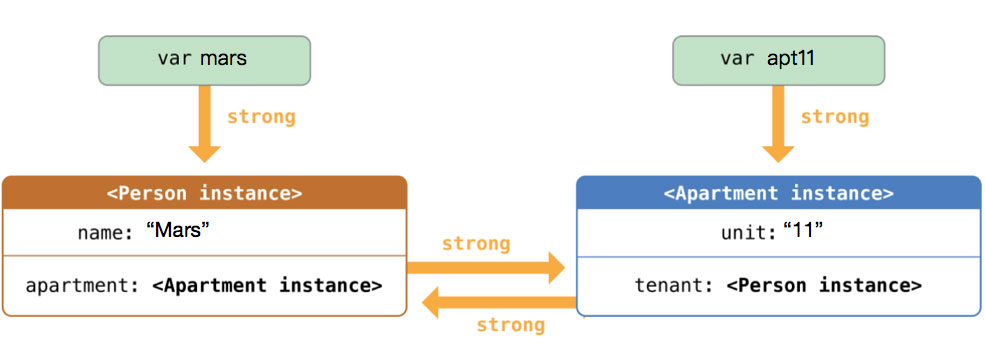 var mars
var apt11
strong
strong
<Person instance>
<Apartment instance>
name: “Mars”
unit: “11”
strong
apartment: <Apartment instance>
tenant: <Person instance>
strong